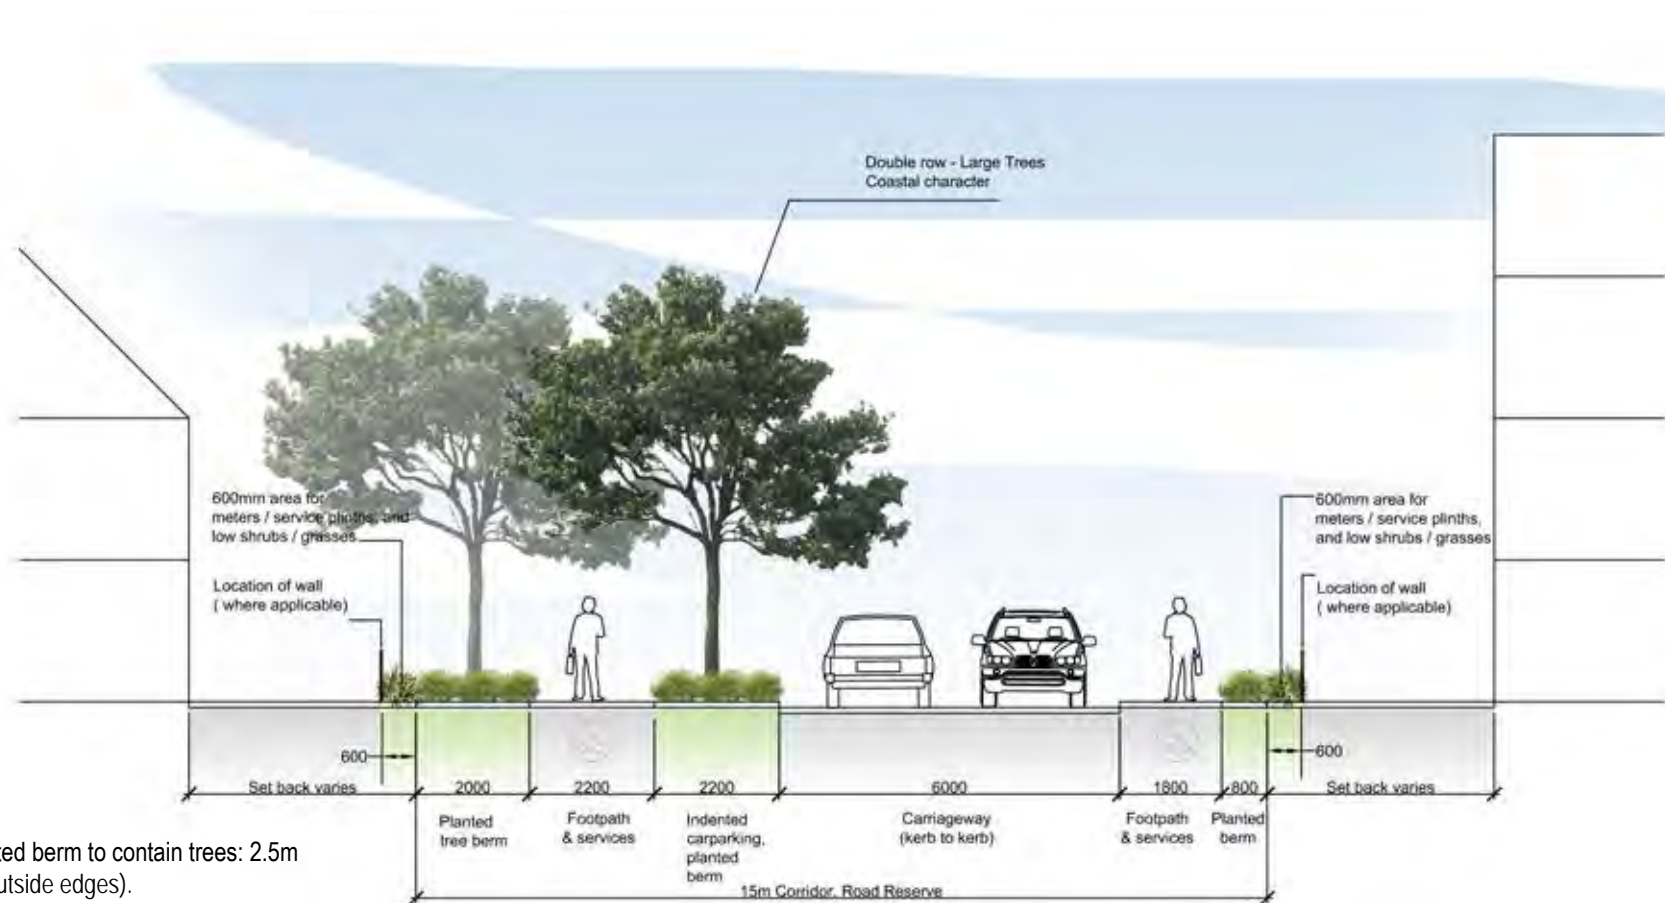 Double row - Large Trees
Coastal character
600mm area for
meters / service plinths, and
low shrubs / grasses
Location of wall
( where applicable)
600mm area for
meters / service plinths,
and low shrubs / grasses
Location of wall
( where applicable)
600
600
Set back varies
2000
2200
2200
6000
1800
800
Set back varies
Planted
tree berm
Footpath
& services
Indented
carparking,
planted
berm
Carriageway
(kerb to kerb)
Footpath
& services
Planted
berm
15m Corridor, Road Reserve
ted berm to contain trees: 2.5m
utside edges).